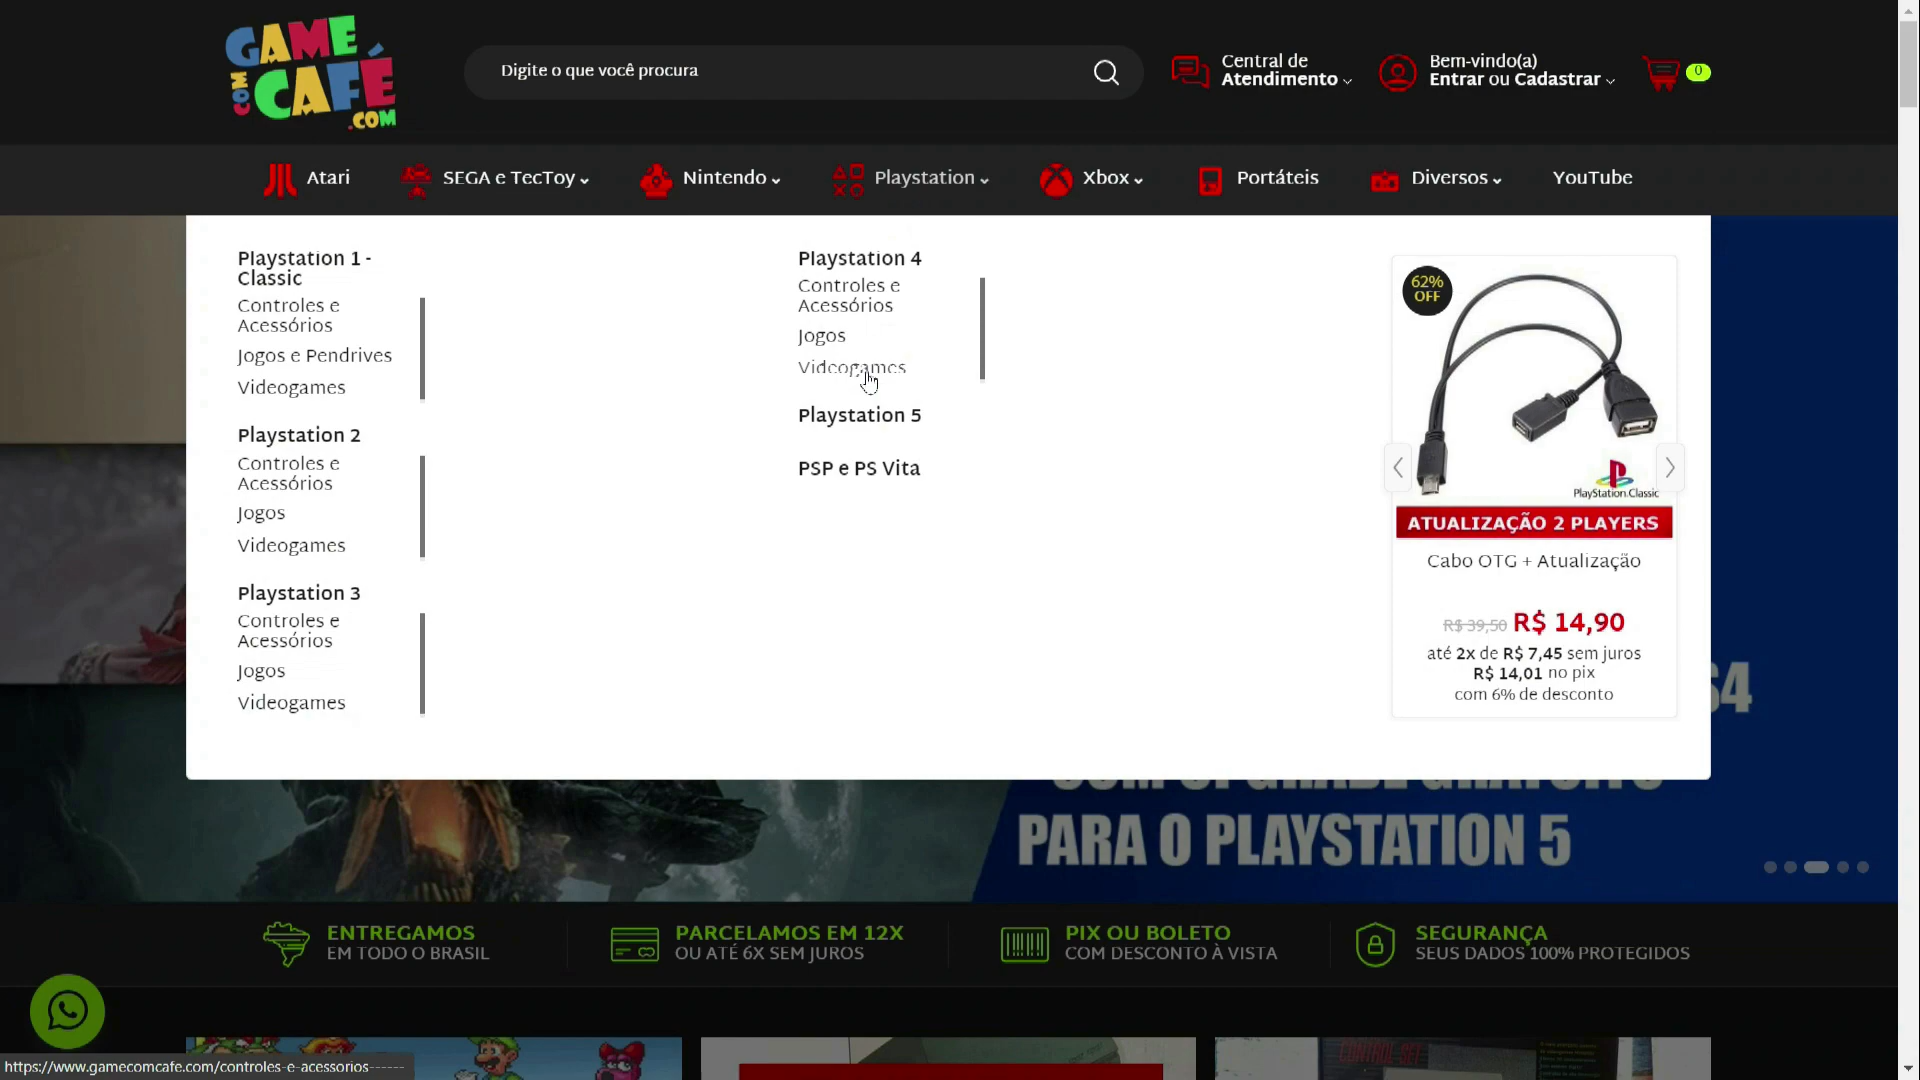 GAME
COM
CAFÉ
.COM
Digite o que você procura
Central de
Atendimento
Bem-vindo(a)
Entrar ou Cadastrar
0
Atari
SEGA e TecToy
Nintendo
Playstation
Xbox
Portáteis
Diversos
YouTube
Playstation 1 -
Classic
Controles e
Acessórios
Jogos e Pendrives
Videogames
Playstation 2
Controles e
Acessórios
Jogos
Videogames
Playstation 3
Controles e
Acessórios
Jogos
Videogames
Playstation 4
Controles e
Acessórios
Jogos
Videogames
Playstation 5
PSP e PS Vita
62%
OFF
PlayStation.Classic
ATUALIZAÇÃO 2 PLAYERS
Cabo OTG + Atualização
R$ 39,50 R$ 14,90
até 2x de R$ 7,45 sem juros
R$ 14,01 no pix
com 6% de desconto
S4
COM UPGRADE GRATUITO
PARA O PLAYSTATION 5
ENTREGAMOS
EM TODO O BRASIL
PARCELAMOS EM 12X
OU ATÉ 6X SEM JUROS
PIX OU BOLETO
COM DESCONTO À VISTA
SEGURANÇA
SEUS DADOS 100% PROTEGIDOS
CONTROL SET
https://www.gamecomcafe.com/controles-e-acessorios------